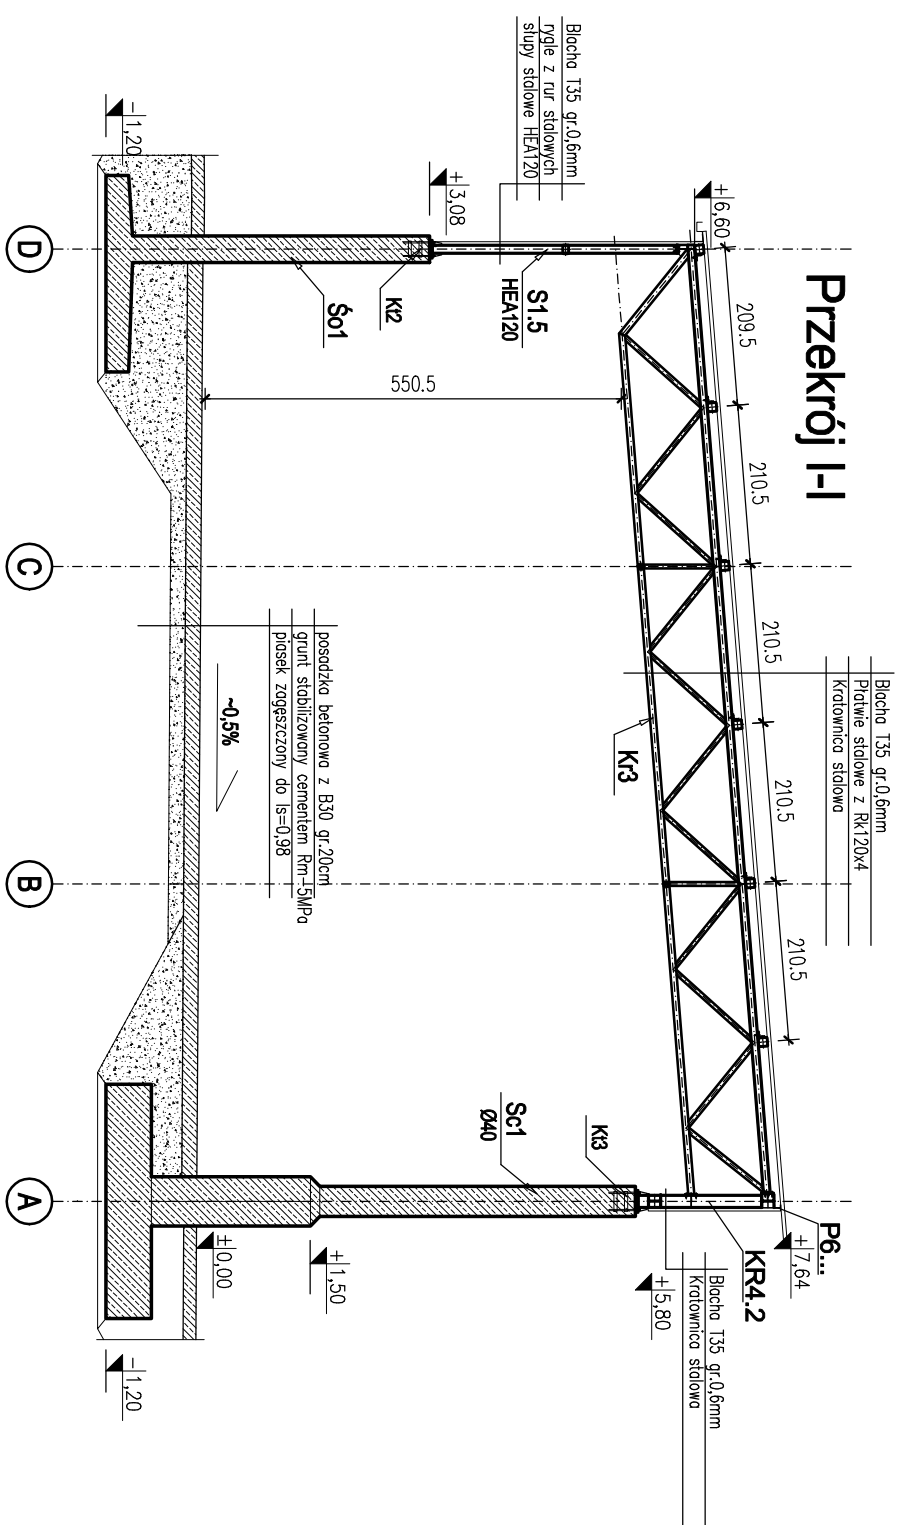 Przekrój I-I
Blacha T35 gr.0,6mm
Płatwie stalowe z Rk120x4
Kratownica stalowa
209.5
210.5
210.5
210.5
210.5
+6,60
P6...
+7,64
KR4.2
Blacha T35 gr.0,6mm
Kratownica stalowa
Blacha T35 gr.0,6mm
rygle z rur stalowych
słupy stalowe HEA120
S1.5
HEA120
Kr3
+5,80
+3,08
Kt2
Kt3
Śo1
550.5
Sc1
Ø40
posadzka betonowa z B30 gr.20cm
grunt stabilizowany cementem Rm-5MPa
piasek zagęszczony do Is=0,98
+1,50
~0,5%
±0,00
-1,20
-1,20
D
C
B
A